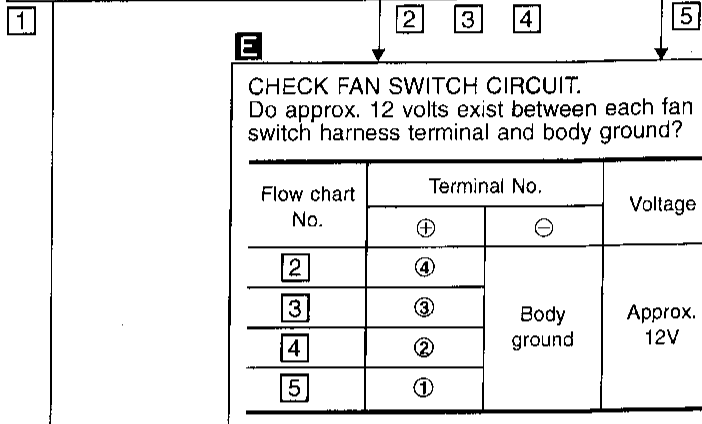 1 2 3 4 5
E
CHECK FAN SWITCH CIRCUIT.
Do approx. 12 volts exist between each fan
switch harness terminal and body ground?
Flow chart No. Terminal No. Voltage
⊕ ⊖
2 ④ Body ground Approx. 12V
3 ③
4 ②
5 ①